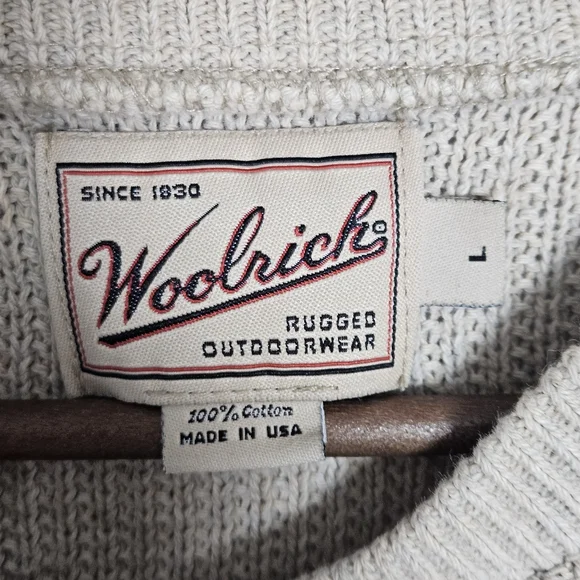 SINCE 1830
Woolrich®
RUGGED
OUTDOORWEAR
L
100% Cotton
MADE IN USA